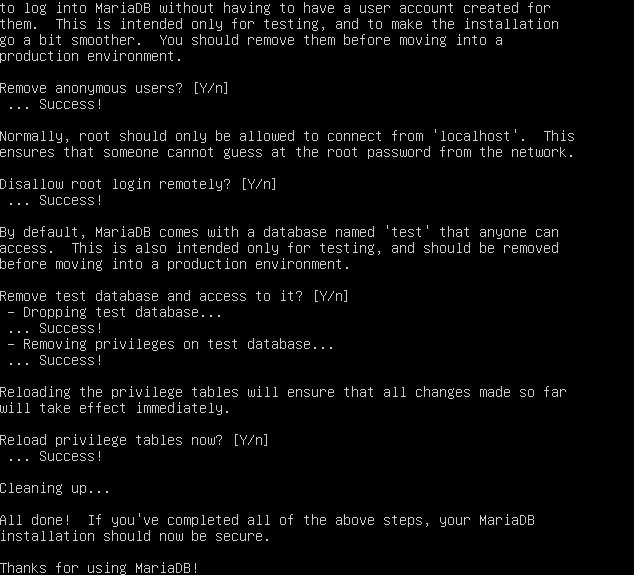 to log into MariaDB without having to have a user account created for
them.  This is intended only for testing, and to make the installation
go a bit smoother.  You should remove them before moving into a
production environment.
Remove anonymous users? [Y/n]
 ... Success!
Normally, root should only be allowed to connect from 'localhost'.  This
ensures that someone cannot guess at the root password from the network.
Disallow root login remotely? [Y/n]
 ... Success!
By default, MariaDB comes with a database named 'test' that anyone can
access.  This is also intended only for testing, and should be removed
before moving into a production environment.
Remove test database and access to it? [Y/n]
 - Dropping test database...
 ... Success!
 - Removing privileges on test database...
 ... Success!
Reloading the privilege tables will ensure that all changes made so far
will take effect immediately.
Reload privilege tables now? [Y/n]
 ... Success!
Cleaning up...
All done!  If you've completed all of the above steps, your MariaDB
installation should now be secure.
Thanks for using MariaDB!